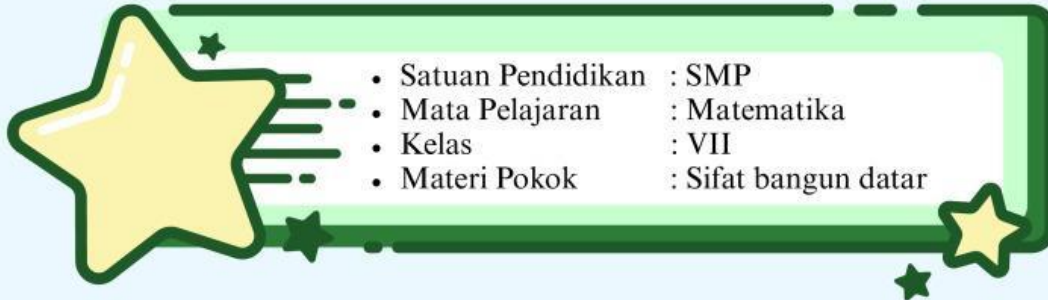 • Satuan Pendidikan : SMP
• Mata Pelajaran : Matematika
• Kelas : VII
• Materi Pokok : Sifat bangun datar